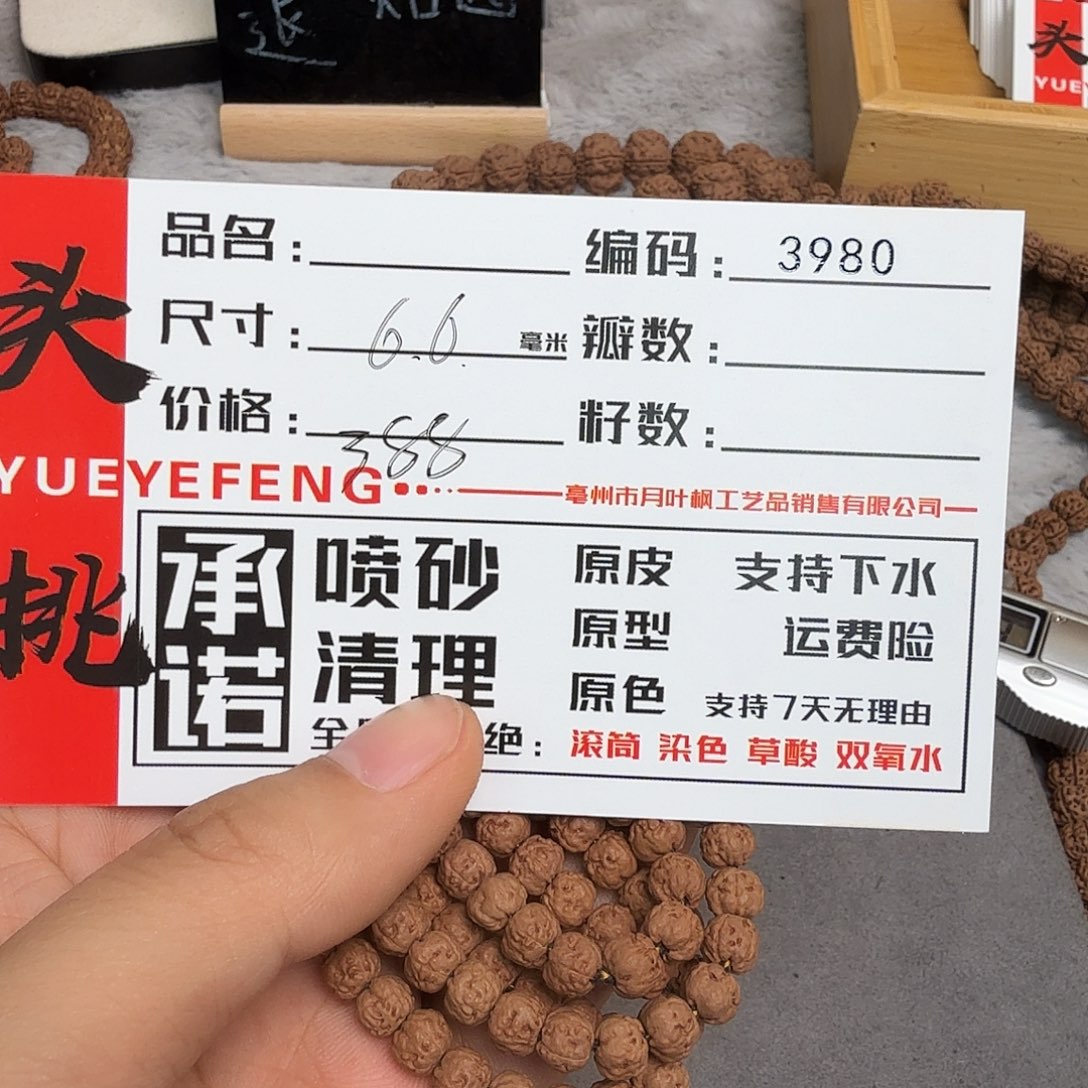 头
YUEY
品名： 编码：3980
尺寸：6.6 毫米 瓣数：
价格：388 籽数：
头挑
YUEYEFENG
亳州市月叶枫工艺品销售有限公司
承诺
喷砂清理
原皮 支持下水
原型 运费险
原色 支持7天无理由
全 绝：滚筒 染色 草酸 双氧水